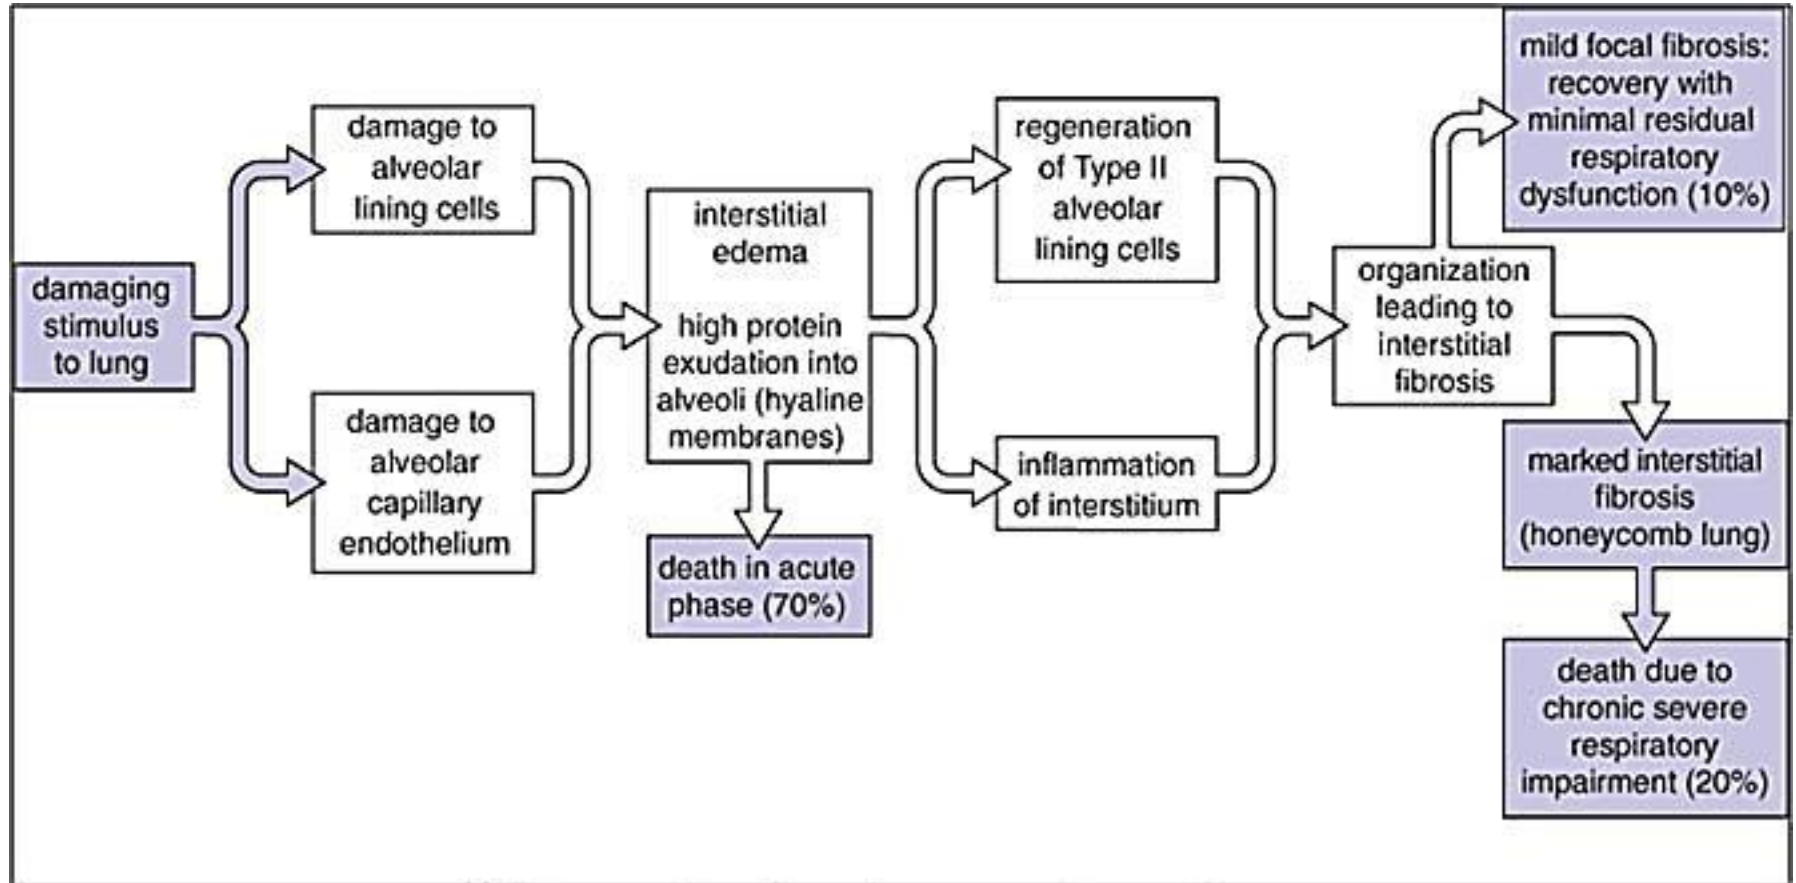 damaging
stimulus
to lung
damage to
alveolar
lining cells
damage to
alveolar
capillary
endothelium
interstitial
edema
high protein
exudation into
alveoli (hyaline
membranes)
death in acute
phase (70%)
regeneration
of Type II
alveolar
lining cells
inflammation
of interstitium
organization
leading to
interstitial
fibrosis
mild focal fibrosis:
recovery with
minimal residual
respiratory
dysfunction (10%)
marked interstitial
fibrosis
(honeycomb lung)
death due to
chronic severe
respiratory
impairment (20%)